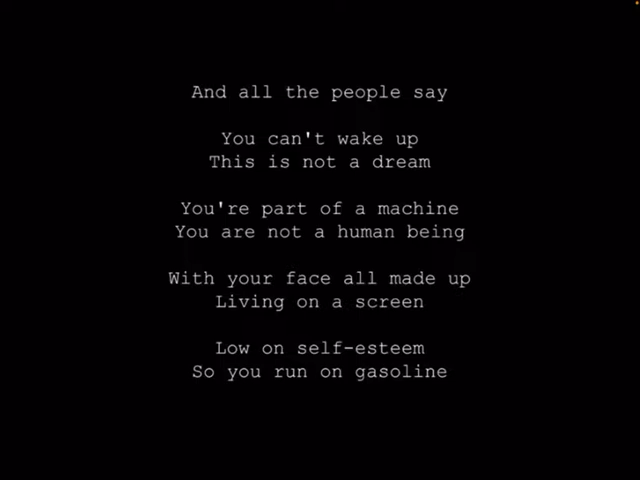 And all the people say
You can't wake up
This is not a dream
You're part of a machine
You are not a human being
With your face all made up
Living on a screen
Low on self-esteem
So you run on gasoline